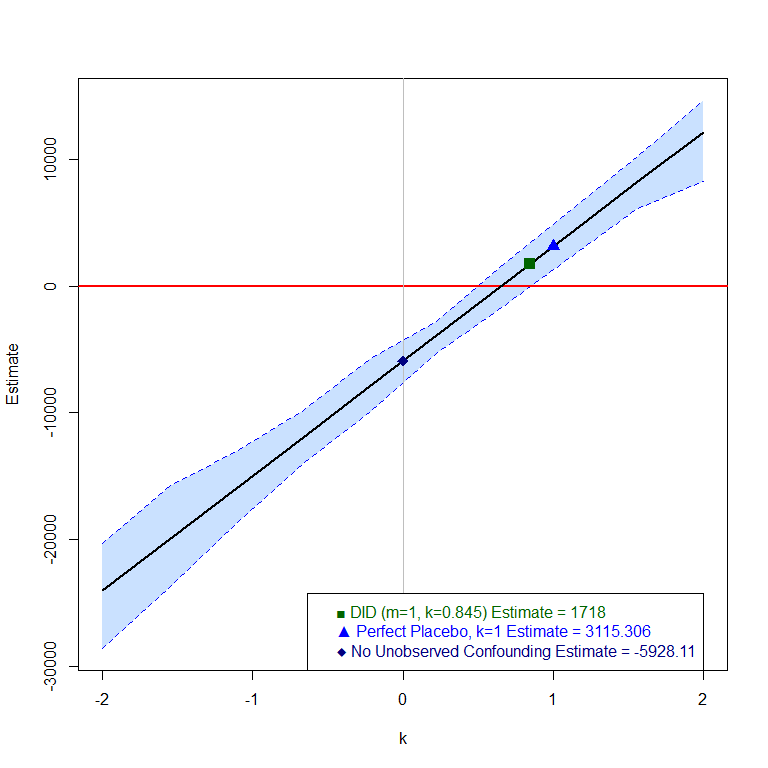 10000
0
-10000
-20000
-30000
Estimate
DID (m=1, k=0.845) Estimate = 1718
Perfect Placebo, k=1 Estimate = 3115.306
No Unobserved Confounding Estimate = -5928.11
-2 -1 0 1 2
k